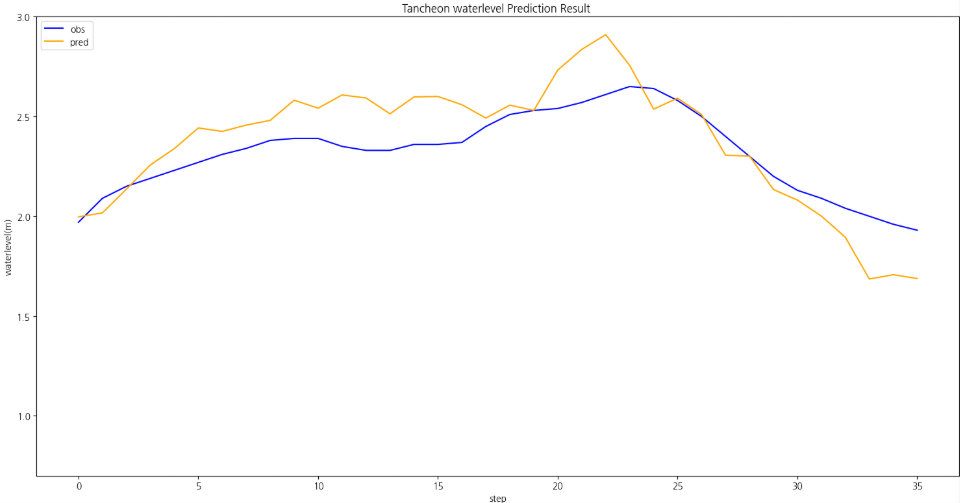 Tancheon waterlevel Prediction Result
obs
pred
3.0
2.5
2.0
1.5
1.0
waterlevel(m)
0 5 10 15 20 25 30 35
step